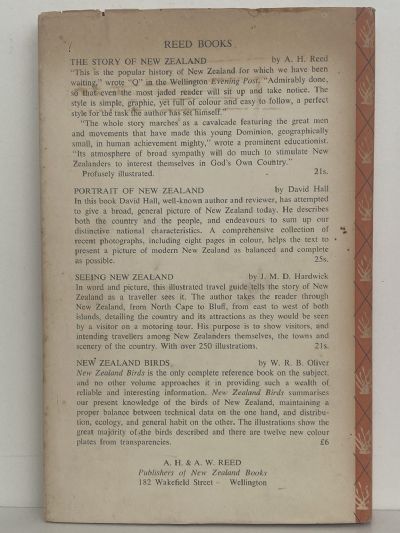 REED BOOKS
THE STORY OF NEW ZEALAND by A. H. Reed
"This is the popular history of New Zealand for which we have been
waiting," wrote "Q" in the Wellington Evening Post. "Admirably done,
so that even the most jaded reader will sit up and take notice. The
style is simple, graphic, yet full of colour and easy to follow, a perfect
style for the task the author has set himself."
"The whole story marches as a cavalcade featuring the great men
and movements that have made this young Dominion, geographically
small, in human achievement mighty," wrote a prominent educationist.
"Its atmosphere of broad sympathy will do much to stimulate New
Zealanders to interest themselves in God's Own Country."
Profusely illustrated. 21s.
PORTRAIT OF NEW ZEALAND by David Hall
In this book David Hall, well-known author and reviewer, has attempted
to give a broad, general picture of New Zealand today. He describes
both the country and the people, and endeavours to sum up our
distinctive national characteristics. A comprehensive collection of
recent photographs, including eight pages in colour, helps the text to
present a picture of modern New Zealand as balanced and complete
as possible. 25s.
SEEING NEW ZEALAND by J. M. D. Hardwick
In word and picture, this illustrated travel guide tells the story of New
Zealand as a traveller sees it. The author takes the reader through
New Zealand, from North Cape to Bluff, from east to west of both
islands, detailing the country and its attractions as they would be seen
by a visitor on a motoring tour. His purpose is to show visitors, and
intending travellers among New Zealanders themselves, the towns and
scenery of the country. With over 250 illustrations. 21s.
NEW ZEALAND BIRDS by W. R. B. Oliver
New Zealand Birds is the only complete reference book on the subject,
and no other volume approaches it in providing such a wealth of
reliable and interesting information. New Zealand Birds summarises
our present knowledge of the birds of New Zealand, maintaining a
proper balance between technical data on the one hand, and distribu-
tion, ecology, and general habit on the other. The illustrations show the
great majority of the birds described and there are twelve new colour
plates from transparencies. £6
A. H. & A. W. REED
Publishers of New Zealand Books
182 Wakefield Street - Wellington